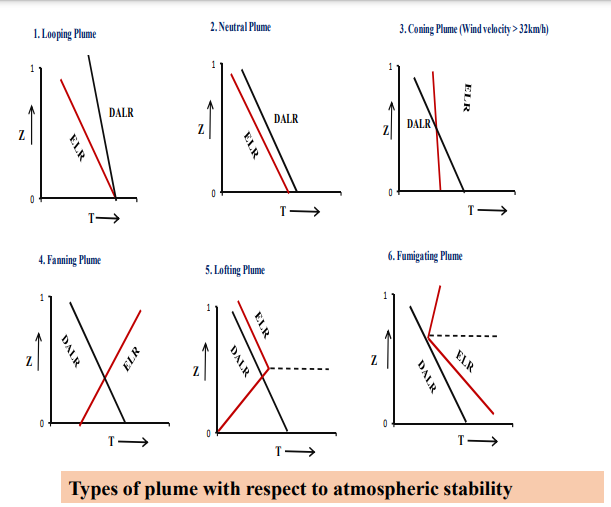 1. Looping Plume
1
DALR
Z
ELR
0
T
2. Neutral Plume
1
DALR
Z
ELR
0
T
3. Coning Plume (Wind velocity > 32km/h)
1
ELR
DALR
Z
0
T
4. Fanning Plume
1
DALR
ELR
Z
0
T
5. Lofting Plume
1
ELR
DALR
Z
0
T
6. Fumigating Plume
1
ELR
DALR
Z
0
T
Types of plume with respect to atmospheric stability